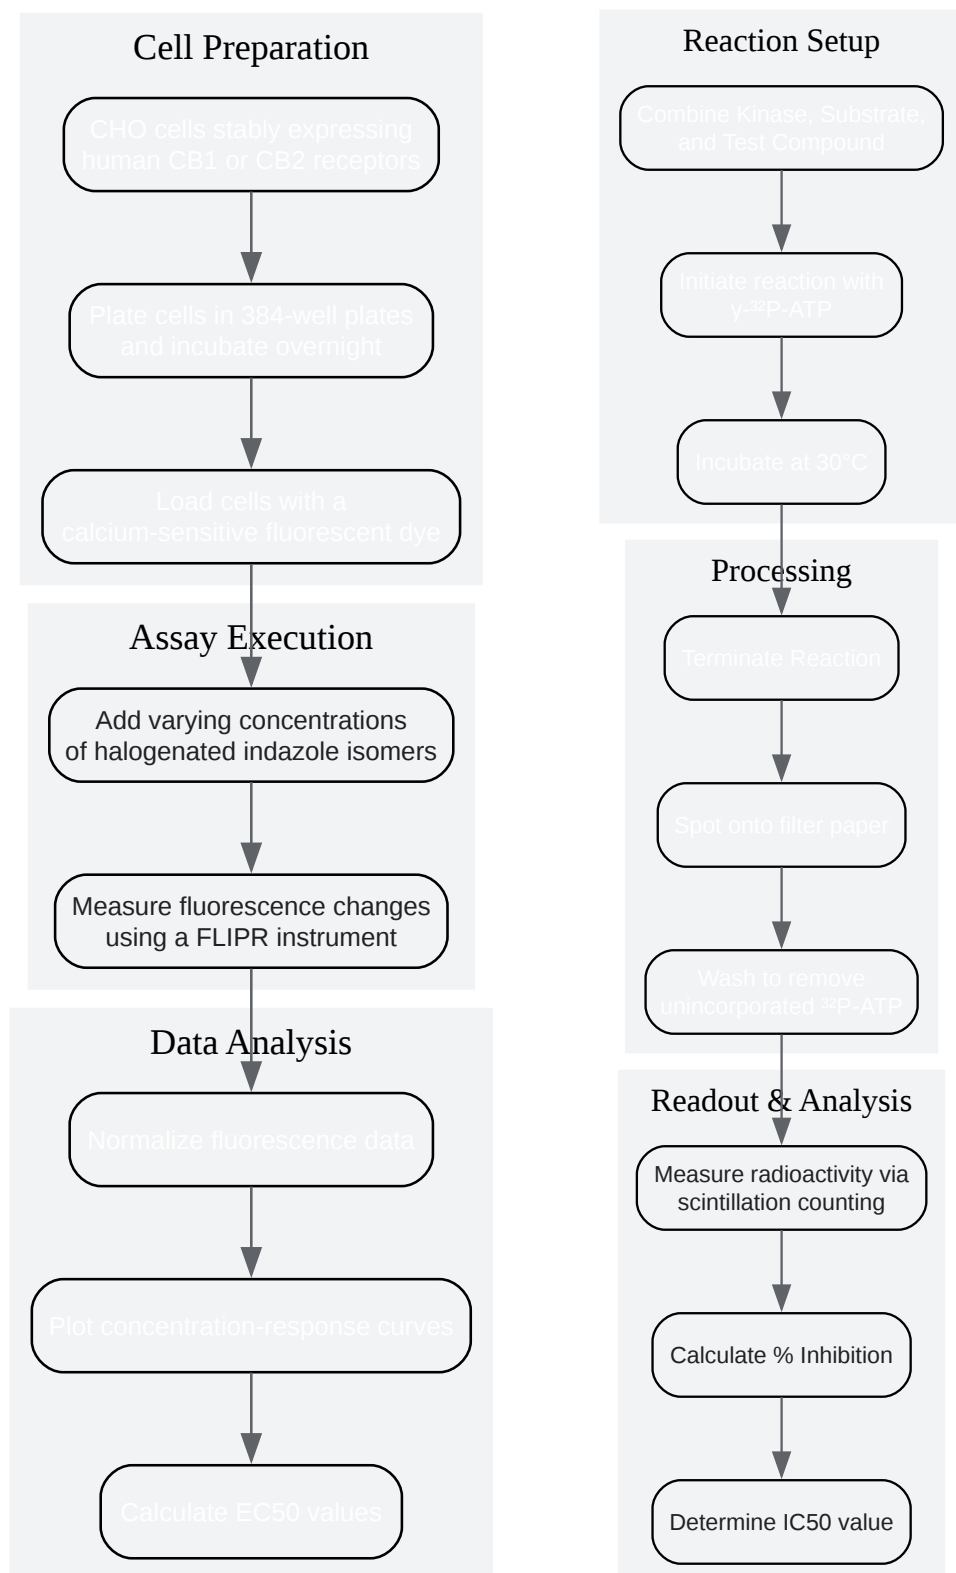 Cell Preparation
CHO cells stably expressing
human CB1 or CB2 receptors
Plate cells in 384-well plates
and incubate overnight
Load cells with a
calcium-sensitive fluorescent dye
Assay Execution
Add varying concentrations
of halogenated indazole isomers
Measure fluorescence changes
using a FLIPR instrument
Data Analysis
Normalize fluorescence data
Plot concentration-response curves
Calculate EC50 values
Reaction Setup
Combine Kinase, Substrate,
and Test Compound
Initiate reaction with
γ-³²P-ATP
Incubate at 30°C
Processing
Terminate Reaction
Spot onto filter paper
Wash to remove
unincorporated ³²P-ATP
Readout & Analysis
Measure radioactivity via
scintillation counting
Calculate % Inhibition
Determine IC50 value